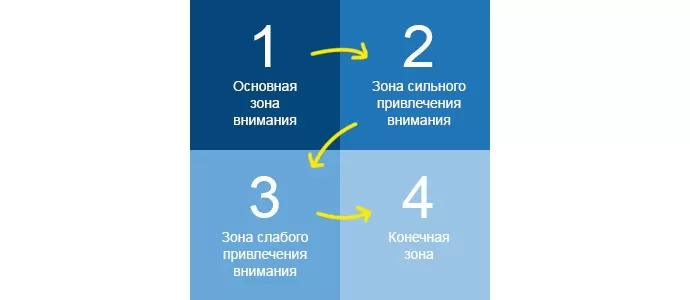 1
Основная
зона
внимания
2
Зона сильного
привлечения
внимания
3
Зона слабого
привлечения
внимания
4
Конечная
зона